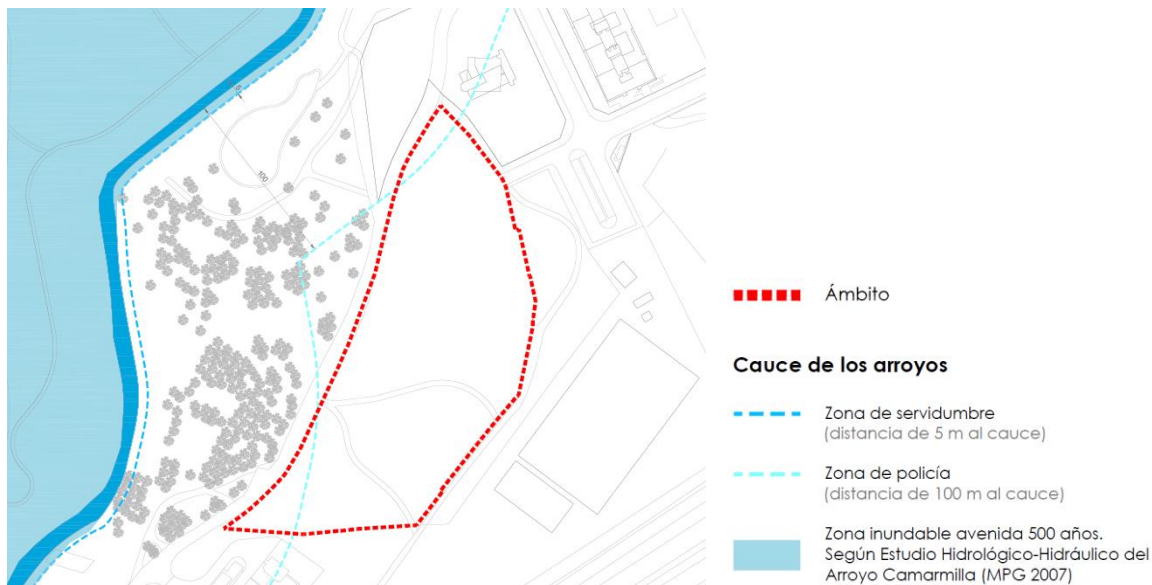 100
Ámbito
Cauce de los arroyos
Zona de servidumbre
(distancia de 5 m al cauce)
Zona de policía
(distancia de 100 m al cauce)
Zona inundable avenida 500 años.
Según Estudio Hidrológico-Hidráulico del
Arroyo Camarmilla (MPG 2007)